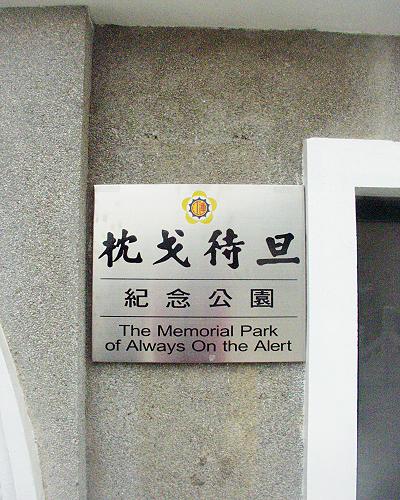 枕戈待旦
紀念公園
The Memorial Park
of Always On the Alert